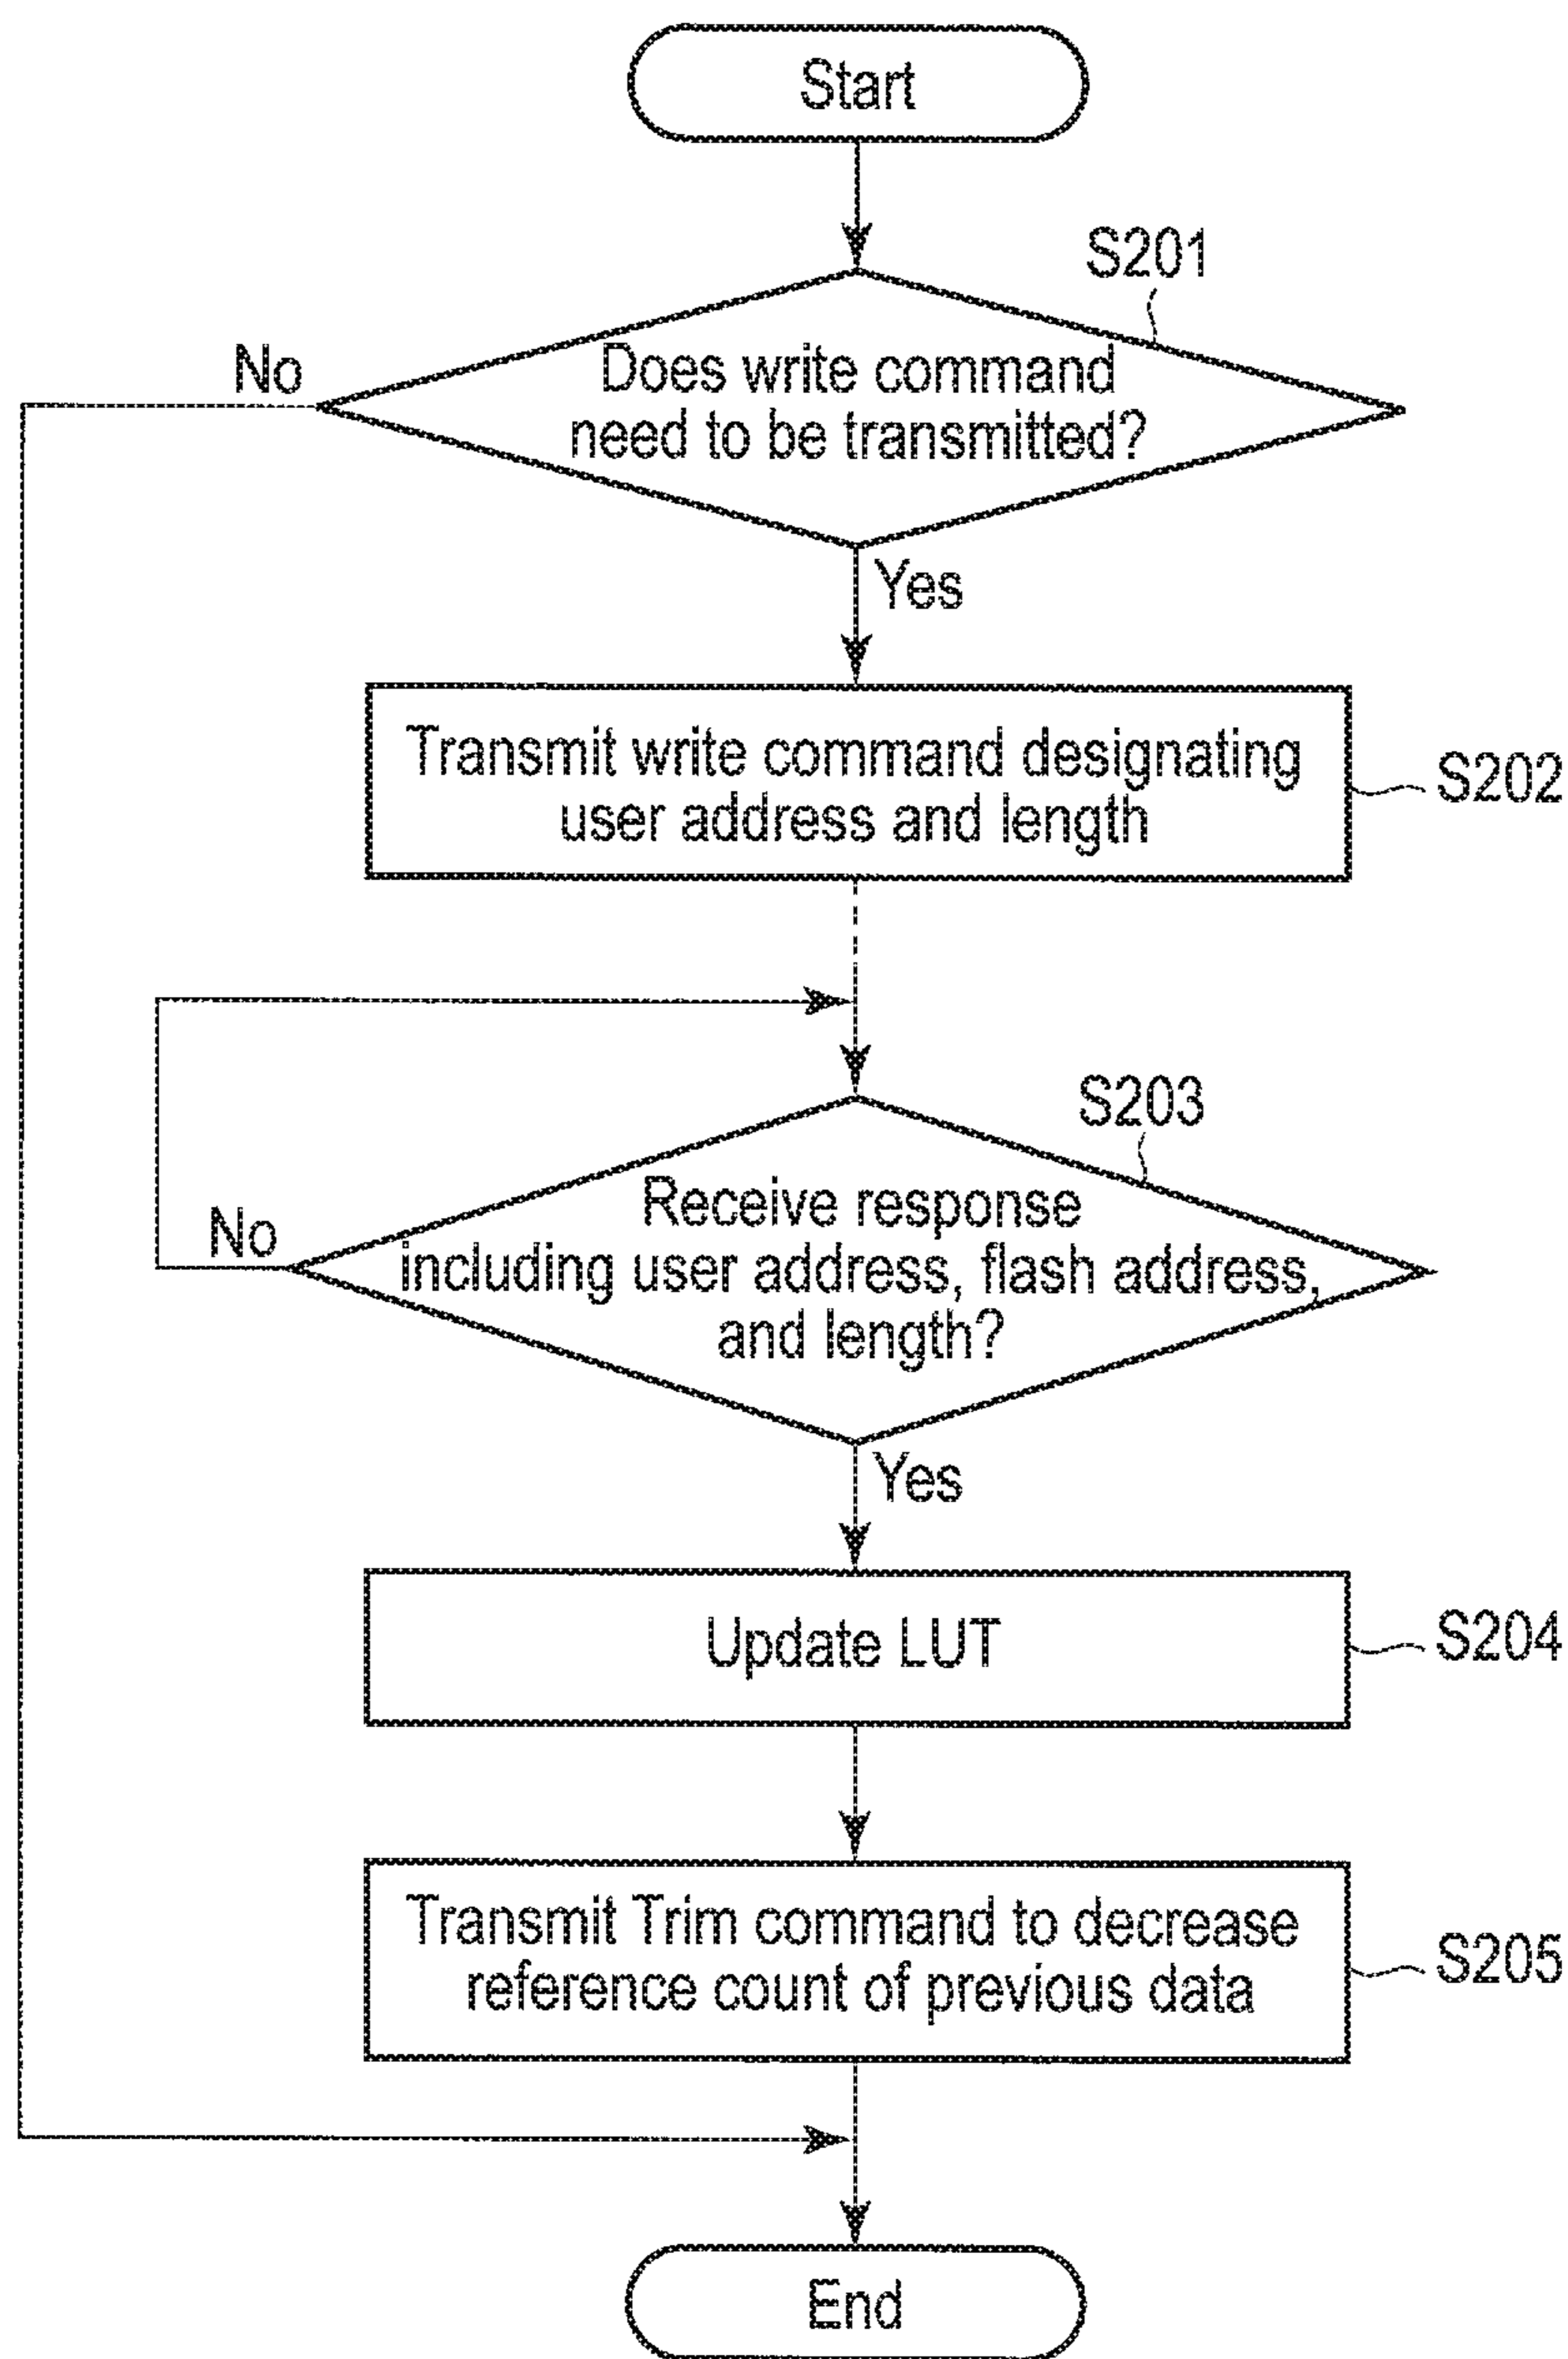 Start
S201
No
Does write command
need to be transmitted?
Yes
Transmit write command designating
user address and length
S202
S203
Receive response
No
including user address, flash address,
and length?
Yes
Update LUT
S204
Transmit Trim command to decrease
reference count of previous data
S205
End